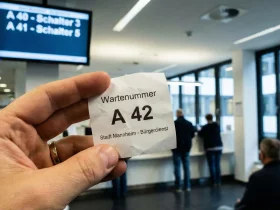 A 40 - Schalter 3
A 41 - Schalter 5
Wartenummer
A 42
Stadt Mannheim - Bürgerdienst